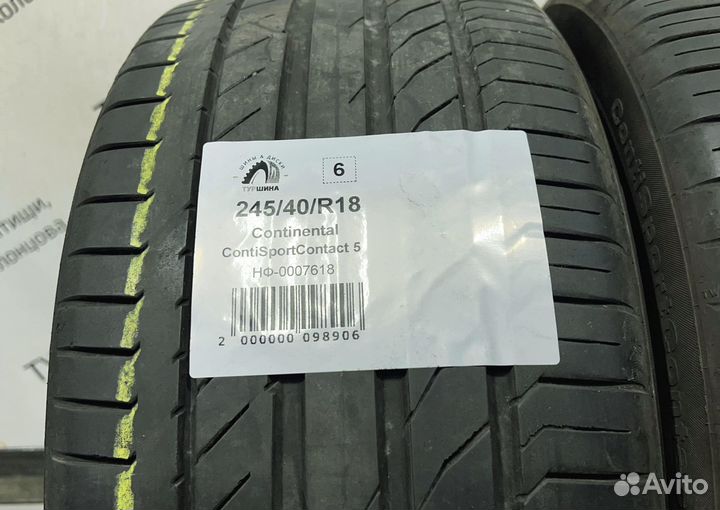 ШИНЫ & ДИСКИ
ТУРШИНА
6
245/40/R18
Continental
ContiSportContact 5
НФ-0007618
2 000000 098906
Avito